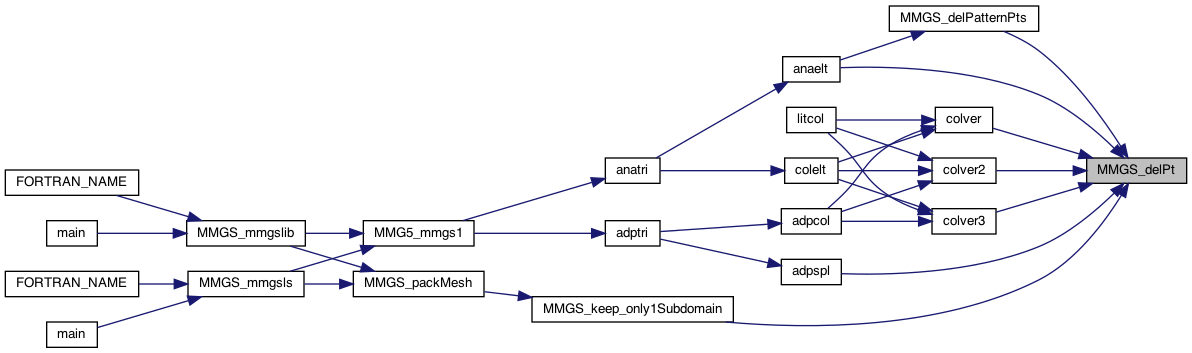 MMGS_delPatternPts
anaelt
litcol
colver
FORTRAN_NAME
anatri
colelt
colver2
MMGS_delPt
main
MMGS_mmgslib
MMG5_mmgs1
adptri
adpcol
colver3
FORTRAN_NAME
MMGS_mmgsls
MMGS_packMesh
adpspl
main
MMGS_keep_only1Subdomain